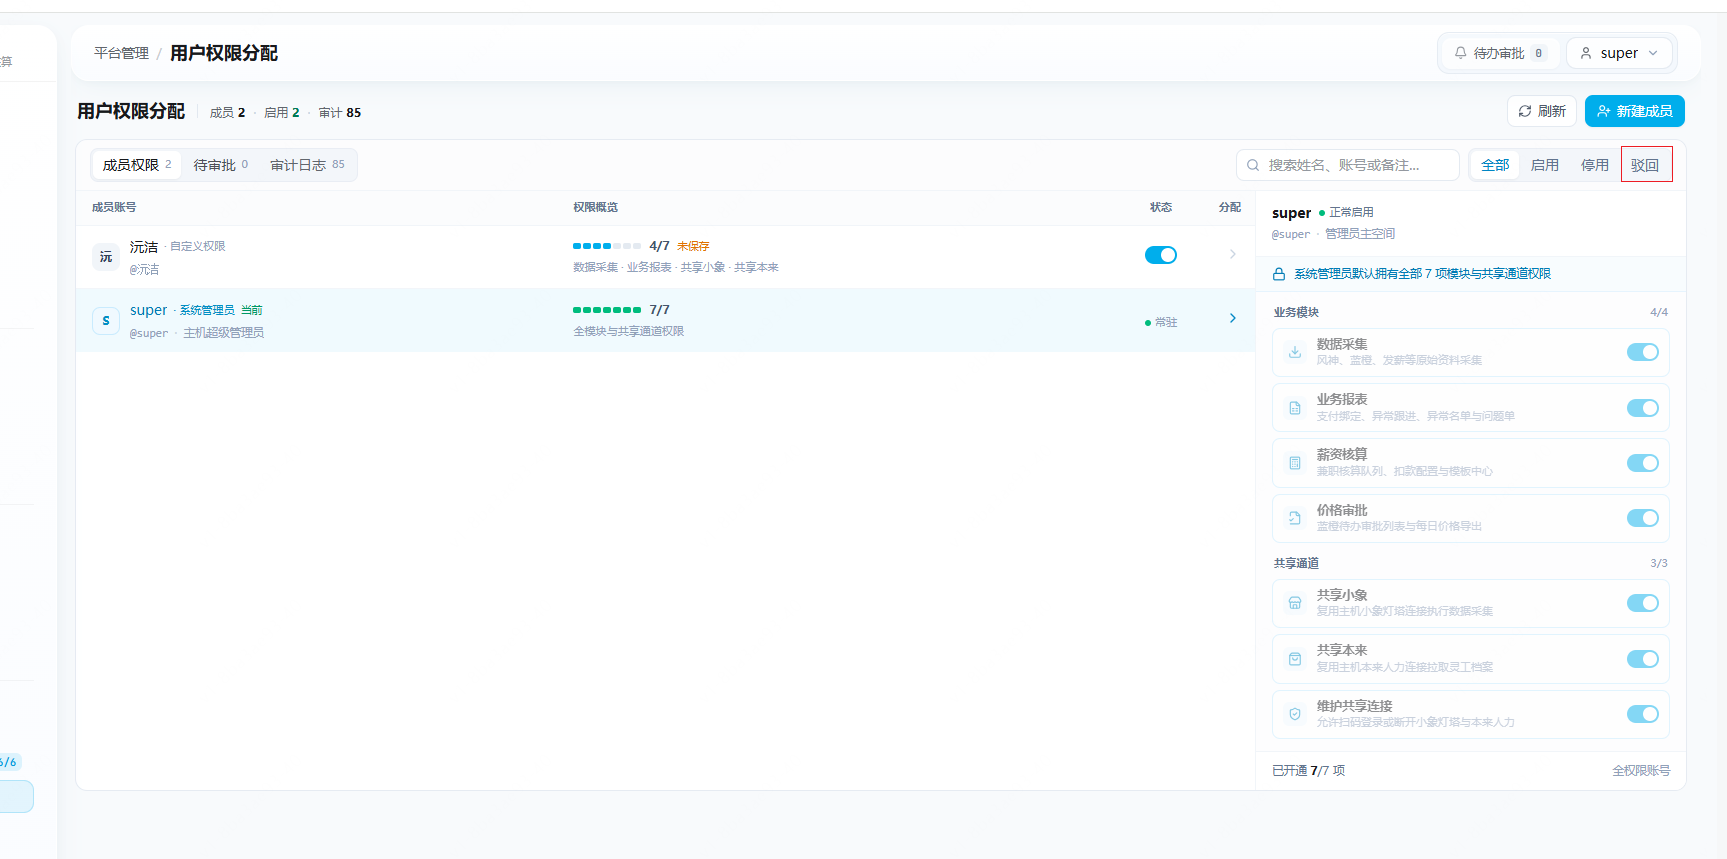 算
平台管理 / 用户权限分配
待办审批 0
super
用户权限分配 成员 2 · 启用 2 · 审计 85
刷新
新建成员
成员权限 2 待审批 0 审计日志 85
搜索姓名、账号或备注...
全部 启用 停用 驳回
成员账号 权限概览 状态 分配
沅 沅洁 · 自定义权限
@沅洁
4/7 未保存
数据采集 · 业务报表 · 共享小象 · 共享本来
S super · 系统管理员 当前
@super · 主机超级管理员
7/7
全模块与共享通道权限
常驻
super 正常启用
@super · 管理员主空间
系统管理员默认拥有全部 7 项模块与共享通道权限
业务模块 4/4
数据采集
风神、蓝橙、发薪等原始资料采集
业务报表
支付绑定、异常跟进、异常名单与问题单
薪资核算
兼职核算队列、扣款配置与模板中心
价格审批
蓝橙待办审批列表与每日价格导出
共享通道 3/3
共享小象
复用主机小象灯塔连接执行数据采集
共享本来
复用主机本来人力连接拉取灵工档案
维护共享连接
允许扫码登录或断开小象灯塔与本来人力
已开通 7/7 项 全权限账号
6/6